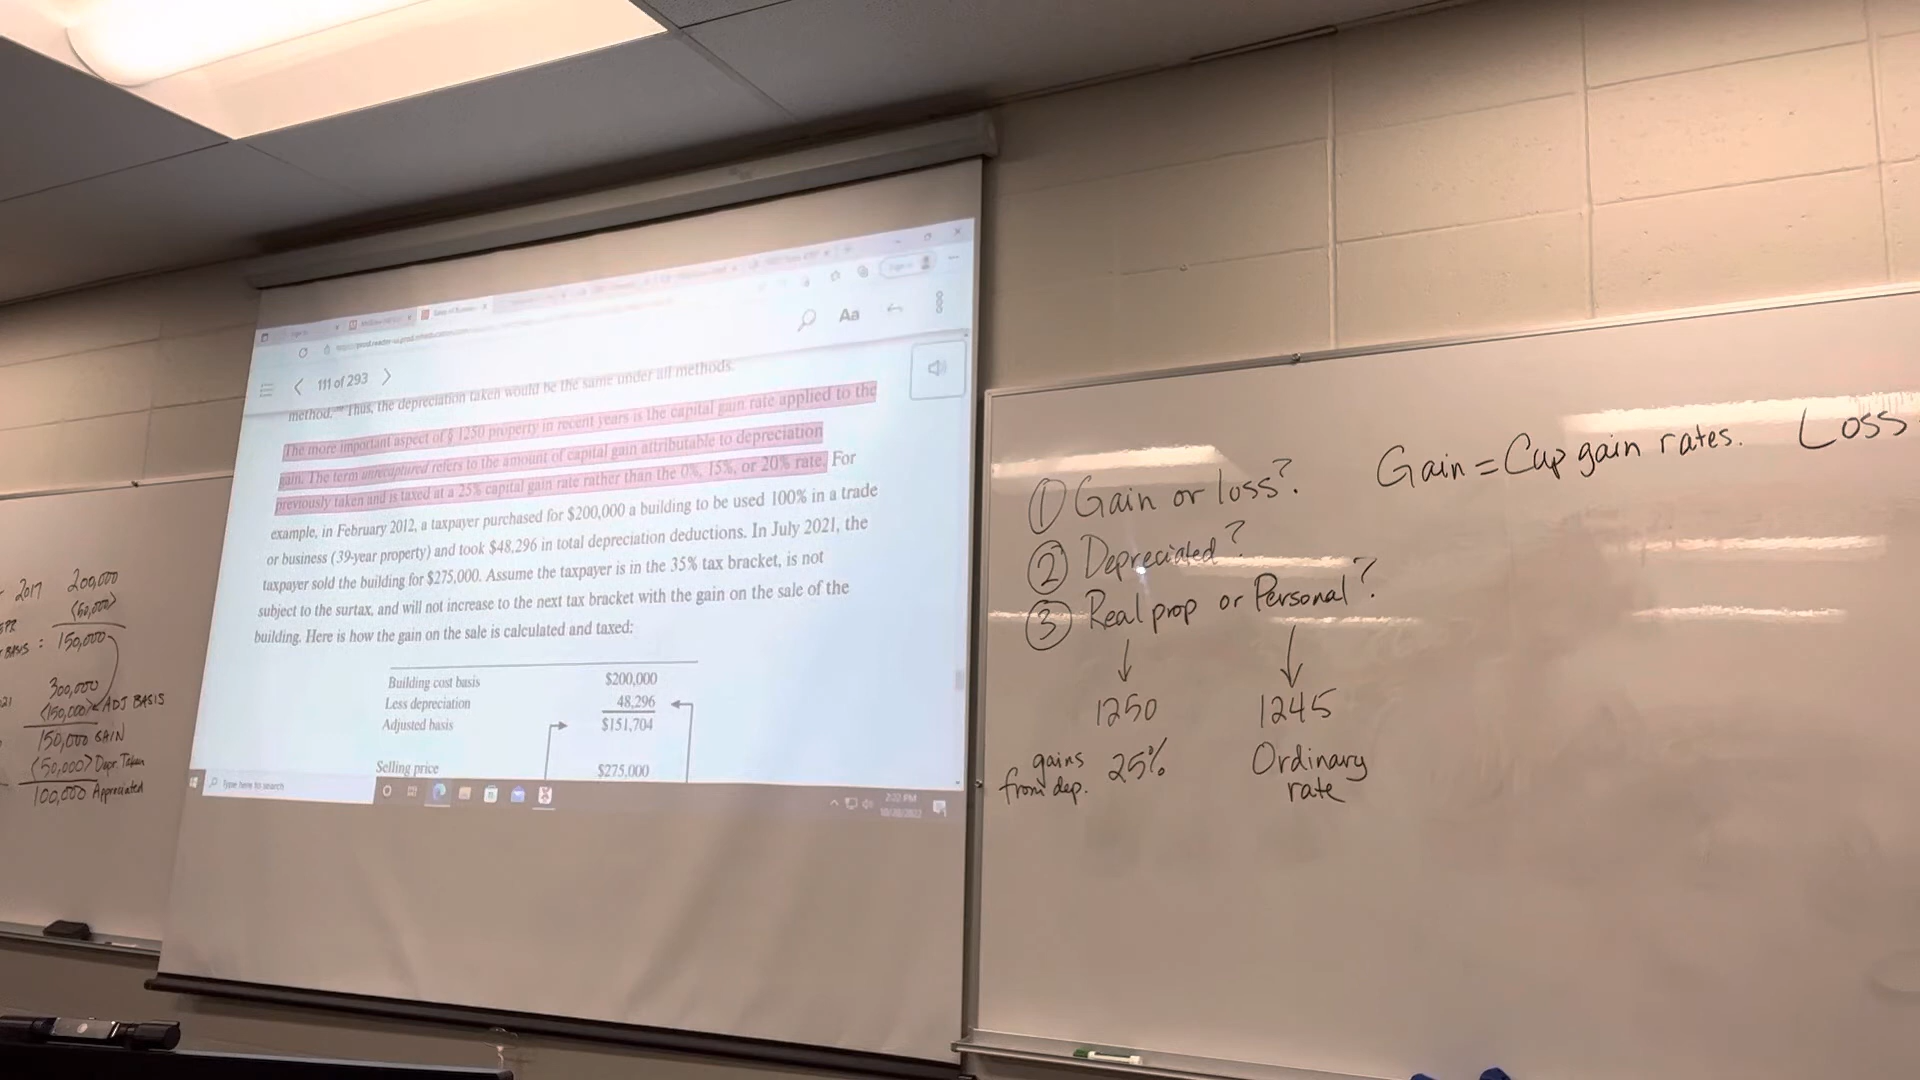 2017 200,000
<50,000>
BASIS : 150,000
300,000
<150,000> ADJ BASIS
150,000 GAIN
<50,000> Depr. Taken
100,000 Appreciated
Aa
111 of 293
method. Thus, the depreciation taken would be the same under all methods.
The more important aspect of § 1250 property in recent years is the capital gain rate applied to the
gain. The term unrecaptured refers to the amount of capital gain attributable to depreciation
previously taken and is taxed at a 25% capital gain rate rather than the 0%, 15%, or 20% rate. For
example, in February 2012, a taxpayer purchased for $200,000 a building to be used 100% in a trade
or business (39-year property) and took $48,296 in total depreciation deductions. In July 2021, the
taxpayer sold the building for $275,000. Assume the taxpayer is in the 35% tax bracket, is not
subject to the surtax, and will not increase to the next tax bracket with the gain on the sale of the
building. Here is how the gain on the sale is calculated and taxed:
Building cost basis $200,000
Less depreciation 48,296
Adjusted basis $151,704
Selling price $275,000
Type here to search
2:22 PM
10/20/2022
① Gain or loss? Gain = Cap gain rates. Loss
② Depreciated?
③ Real prop or Personal?
1250 1245
gains from dep. 25% Ordinary
rate